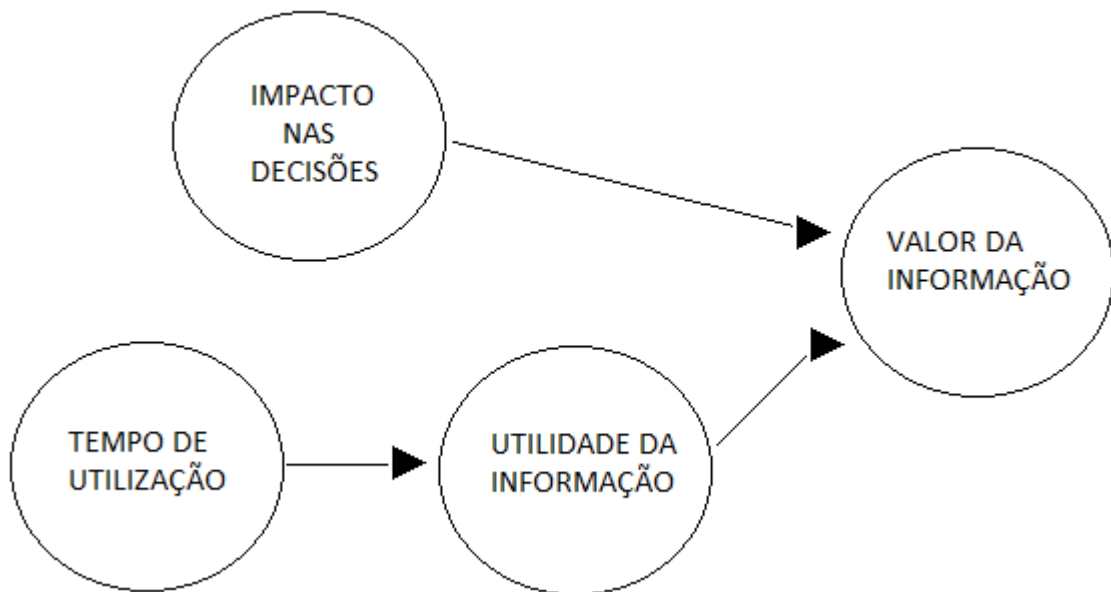 IMPACTO
NAS
DECISÕES
VALOR DA
INFORMAÇÃO
TEMPO DE
UTILIZAÇÃO
UTILIDADE DA
INFORMAÇÃO